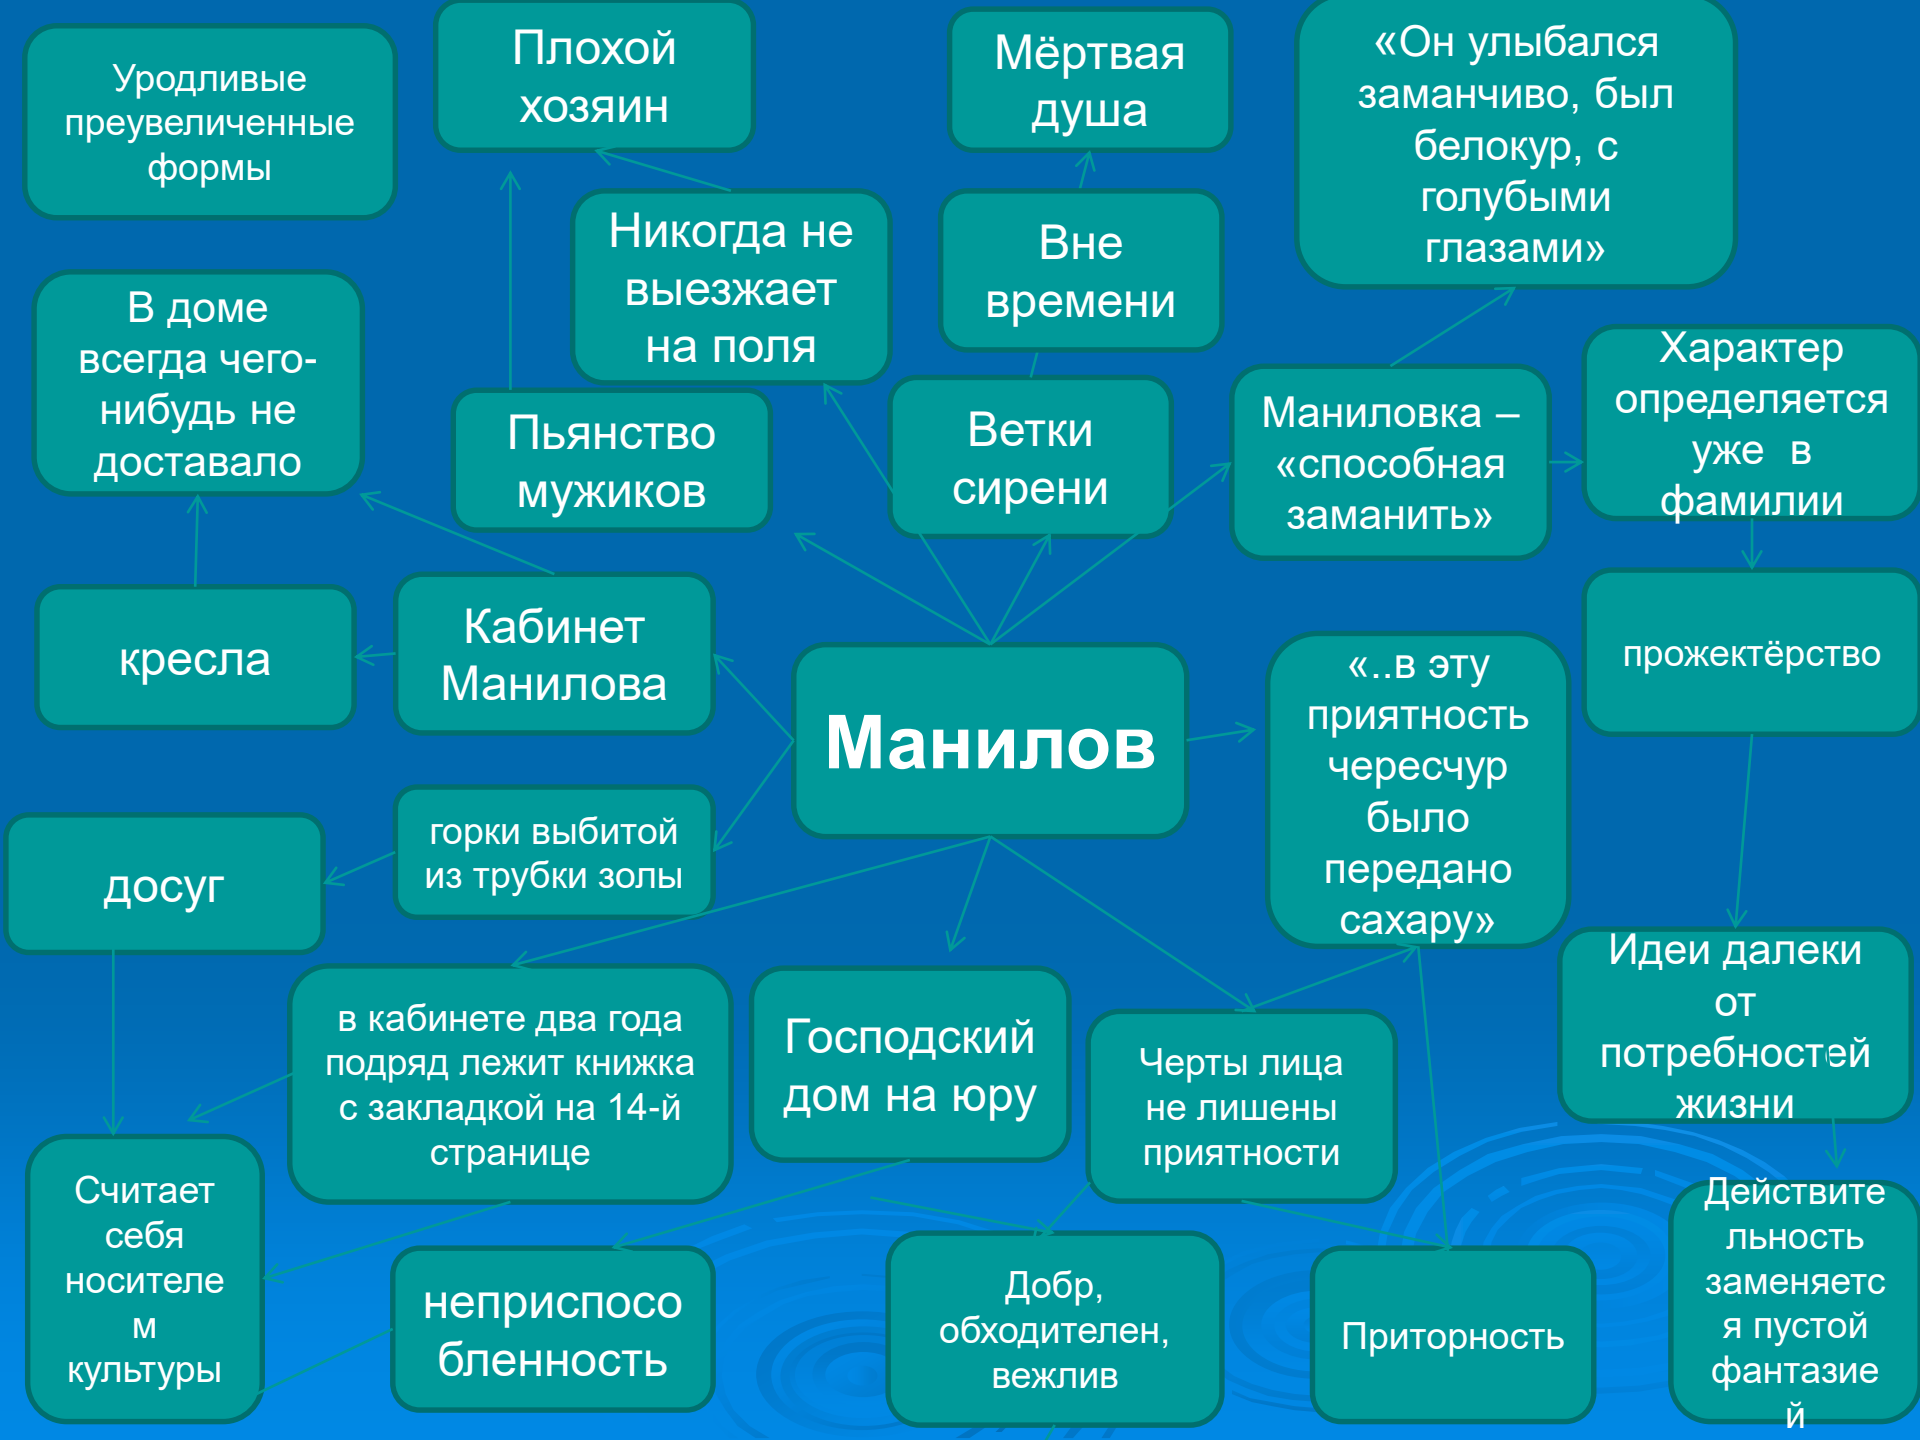 Уродливые
преувеличенные
формы
Плохой
хозяин
Мёртвая
душа
«Он улыбался
заманчиво, был
белокур, с
голубыми
глазами»
Никогда не
выезжает
на поля
Вне
времени
В доме
всегда чего-
нибудь не
доставало
Пьянство
мужиков
Ветки
сирени
Маниловка –
«способная
заманить»
Характер
определяется
уже в
фамилии
кресла
Кабинет
Манилова
Манилов
«..в эту
приятность
чересчур
было
передано
сахару»
прожектёрство
досуг
горки выбитой
из трубки золы
в кабинете два года
подряд лежит книжка
с закладкой на 14-й
странице
Господский
дом на юру
Черты лица
не лишены
приятности
Идеи далеки
от
потребностей
жизни
Считает
себя
носителе
м
культуры
неприспосо
бленность
Добр,
обходителен,
вежлив
Приторность
Действите
льность
заменяетс
я пустой
фантазие
й